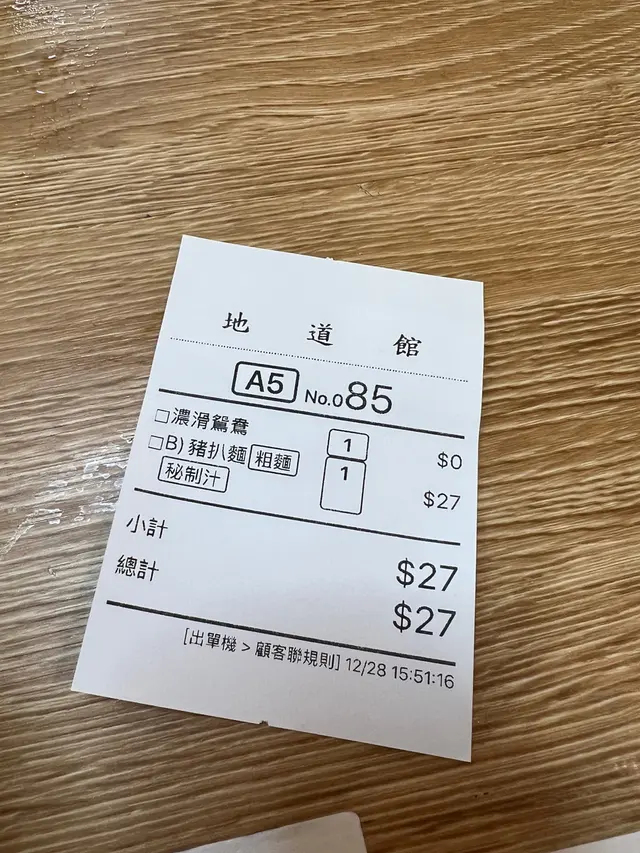 地道館
A5 No.085
□濃滑鴛鴦 1 $0
□B) 豬扒麵 粗麵 1 $27
秘制汁
小計 $27
總計 $27
[出單機 > 顧客聯規則] 12/28 15:51:16